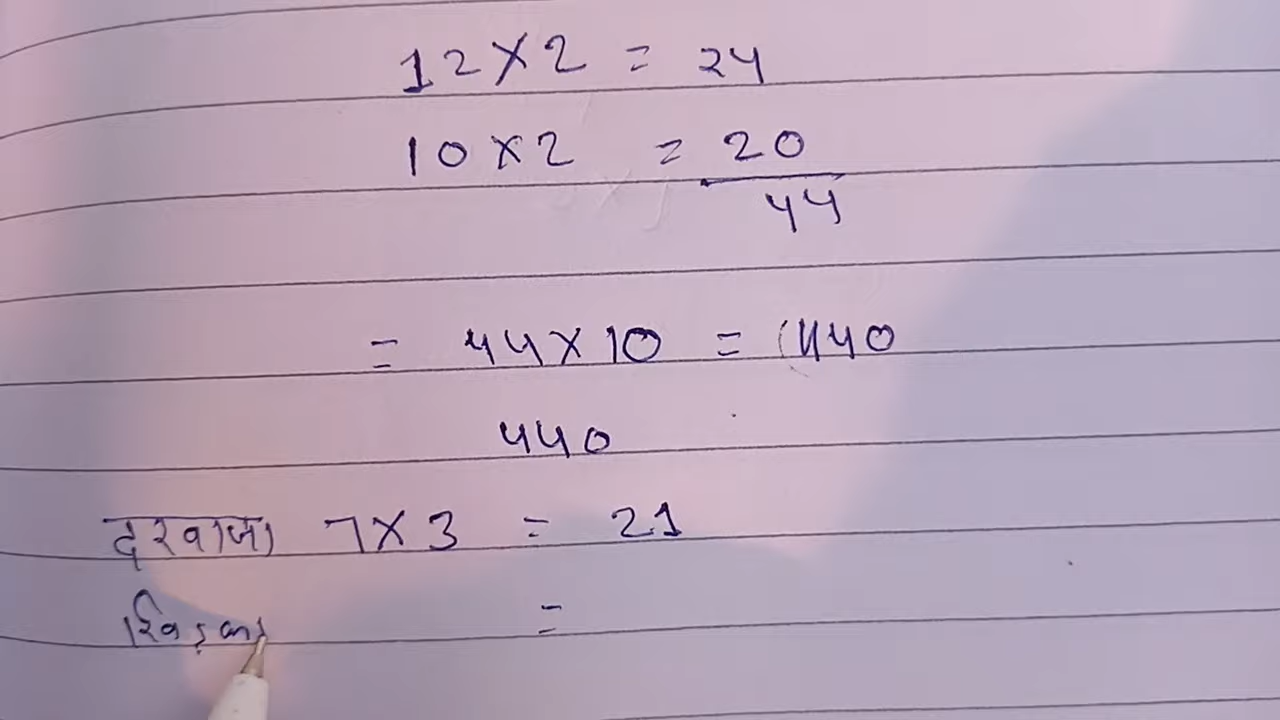 12 × 2 = 24
10 × 2 = 20
44
= 44 × 10 = 440
440
दरवाजा 7 × 3 = 21
=